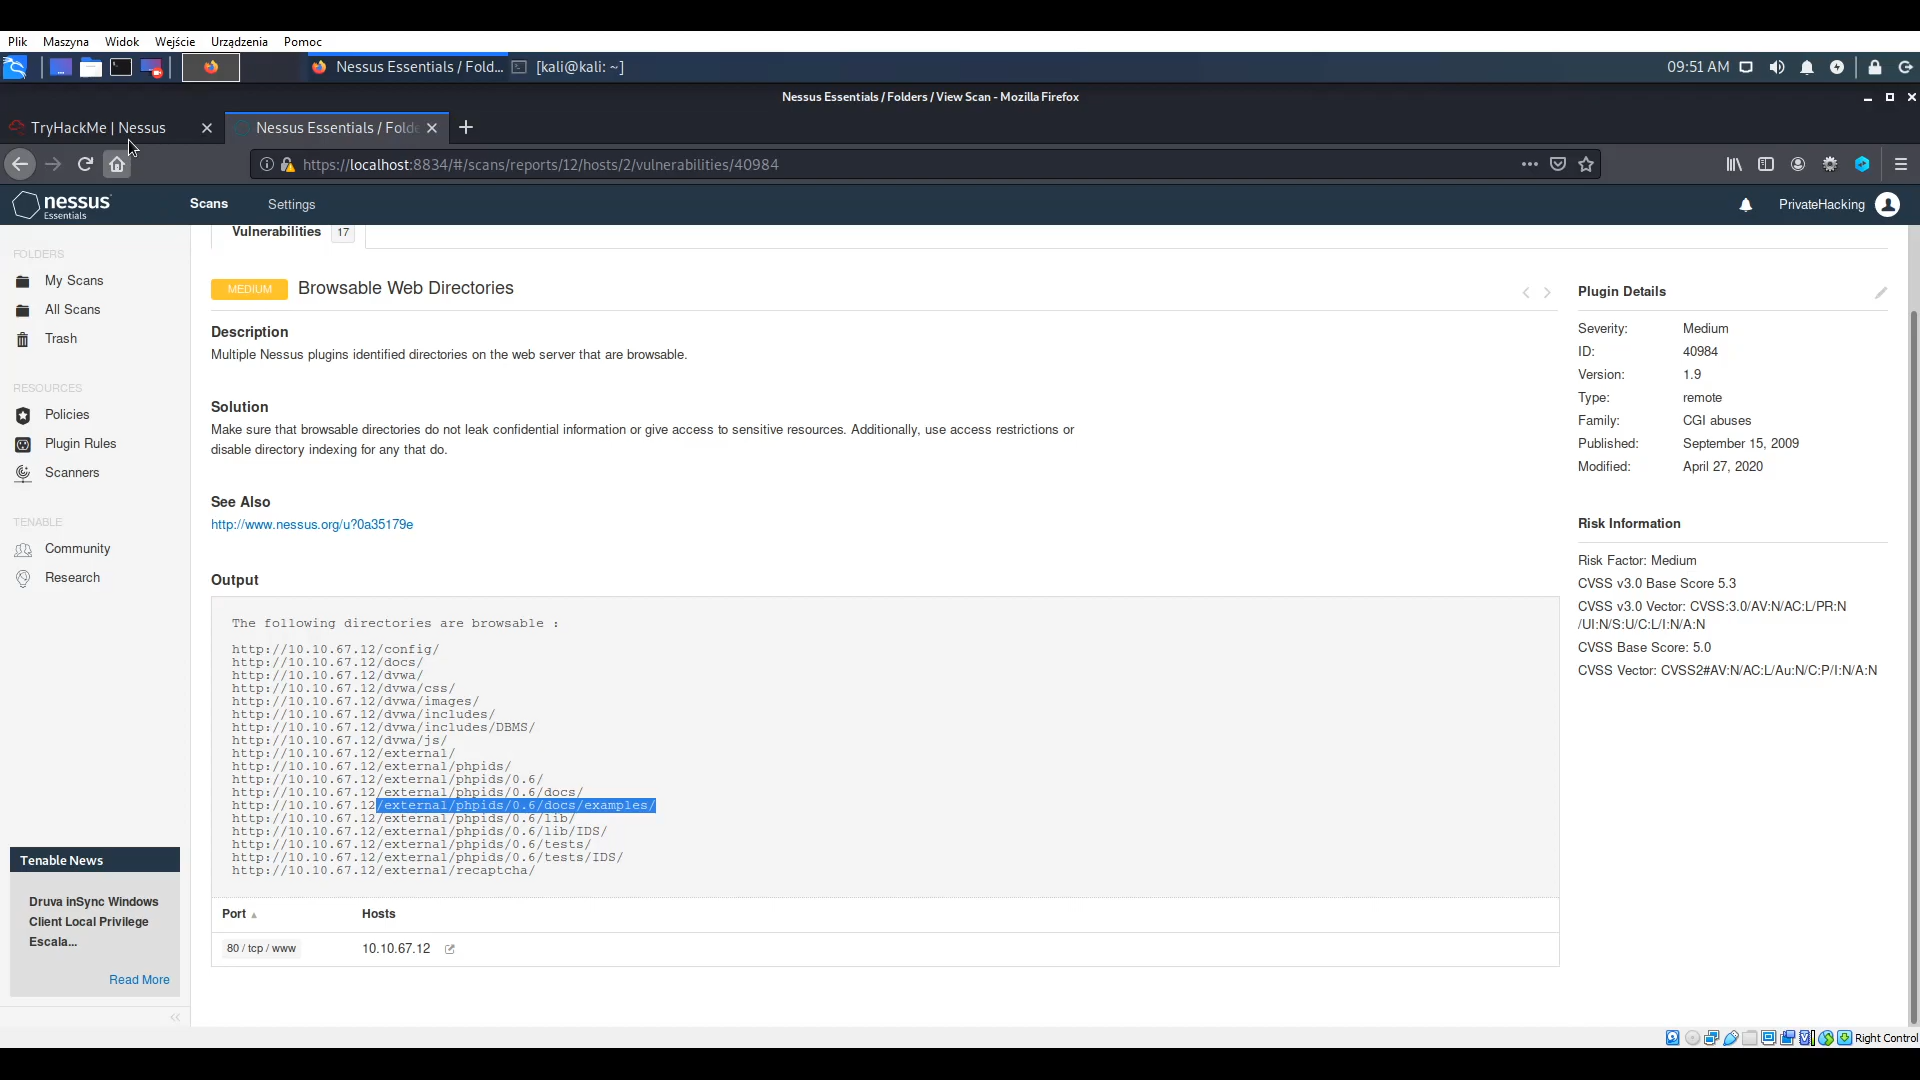 Plik Maszyna Widok Wejście Urządzenia Pomoc
Nessus Essentials / Fold... [kali@kali: ~] 09:51 AM
Nessus Essentials / Folders / View Scan - Mozilla Firefox
TryHackMe | Nessus Nessus Essentials / Folde
https://localhost:8834/#/scans/reports/12/hosts/2/vulnerabilities/40984
nessus Essentials Scans Settings PrivateHacking
FOLDERS
My Scans
All Scans
Trash
RESOURCES
Policies
Plugin Rules
Scanners
TENABLE
Community
Research
Tenable News
Druva inSync Windows
Client Local Privilege
Escala...
Read More
Vulnerabilities 17
MEDIUM Browsable Web Directories
Description
Multiple Nessus plugins identified directories on the web server that are browsable.
Solution
Make sure that browsable directories do not leak confidential information or give access to sensitive resources. Additionally, use access restrictions or
disable directory indexing for any that do.
See Also
http://www.nessus.org/u?0a35179e
Output
The following directories are browsable :
http://10.10.67.12/config/
http://10.10.67.12/docs/
http://10.10.67.12/dvwa/
http://10.10.67.12/dvwa/css/
http://10.10.67.12/dvwa/images/
http://10.10.67.12/dvwa/includes/
http://10.10.67.12/dvwa/includes/DBMS/
http://10.10.67.12/dvwa/js/
http://10.10.67.12/external/
http://10.10.67.12/external/phpids/
http://10.10.67.12/external/phpids/0.6/
http://10.10.67.12/external/phpids/0.6/docs/
http://10.10.67.12/external/phpids/0.6/docs/examples/
http://10.10.67.12/external/phpids/0.6/lib/
http://10.10.67.12/external/phpids/0.6/lib/IDS/
http://10.10.67.12/external/phpids/0.6/tests/
http://10.10.67.12/external/phpids/0.6/tests/IDS/
http://10.10.67.12/external/recaptcha/
Port Hosts
80 / tcp / www 10.10.67.12
Plugin Details
Severity: Medium
ID: 40984
Version: 1.9
Type: remote
Family: CGI abuses
Published: September 15, 2009
Modified: April 27, 2020
Risk Information
Risk Factor: Medium
CVSS v3.0 Base Score 5.3
CVSS v3.0 Vector: CVSS:3.0/AV:N/AC:L/PR:N
/UI:N/S:U/C:L/I:N/A:N
CVSS Base Score: 5.0
CVSS Vector: CVSS2#AV:N/AC:L/Au:N/C:P/I:N/A:N
Right Control